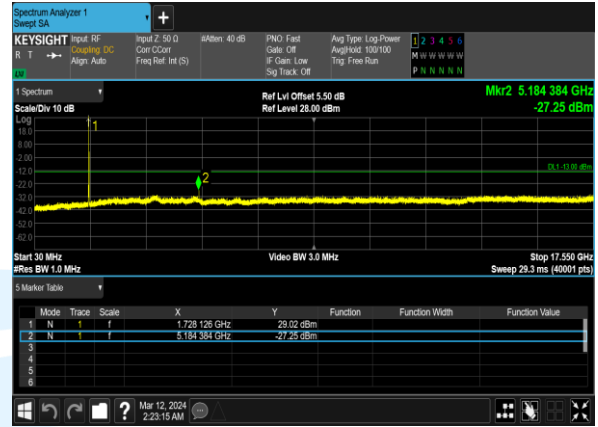 Spectrum Analyzer 1
Swept SA
+
KEYSIGHT Input: RF Input Z: 50 Ω #Atten: 40 dB PNO: Fast Avg Type: Log-Power 1 2 3 4 5 6
R T Coupling: DC Corr CCorr Gate: Off Avg|Hold: 100/100 M W W W W W
Align: Auto Freq Ref: Int (S) IF Gain: Low Trig: Free Run P N N N N N
LXI Sig Track: Off
1 Spectrum Ref Lvl Offset 5.50 dB Mkr2 5.184 384 GHz
Scale/Div 10 dB Ref Level 28.00 dBm -27.25 dBm
Log
1
18.0
8.00
-2.00
-12.0 DL1 -13.00 dBm
2
-22.0
-32.0
-42.0
-52.0
-62.0
Start 30 MHz Video BW 3.0 MHz Stop 17.550 GHz
#Res BW 1.0 MHz Sweep 29.3 ms (40001 pts)
5 Marker Table
Mode Trace Scale X Y Function Function Width Function Value
1 N 1 f 1.728 126 GHz 29.02 dBm
2 N 1 f 5.184 384 GHz -27.25 dBm
3
4
5
6
? Mar 12, 2024
2:23:15 AM